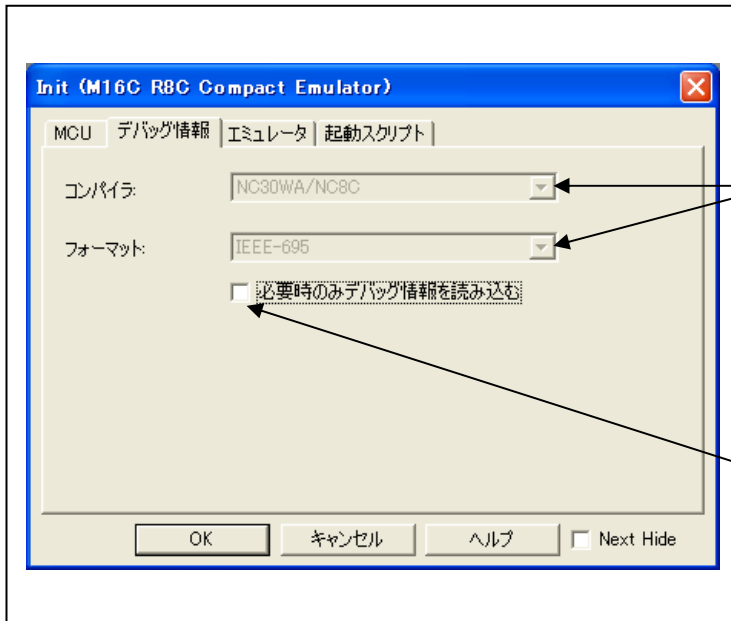 Init (M16C R8C Compact Emulator)
MCU デバッグ情報 エミュレータ 起動スクリプト
コンパイラ: NC30WA/NC8C
フォーマット: IEEE-695
必要時のみデバッグ情報を読み込む
OK キャンセル ヘルプ Next Hide